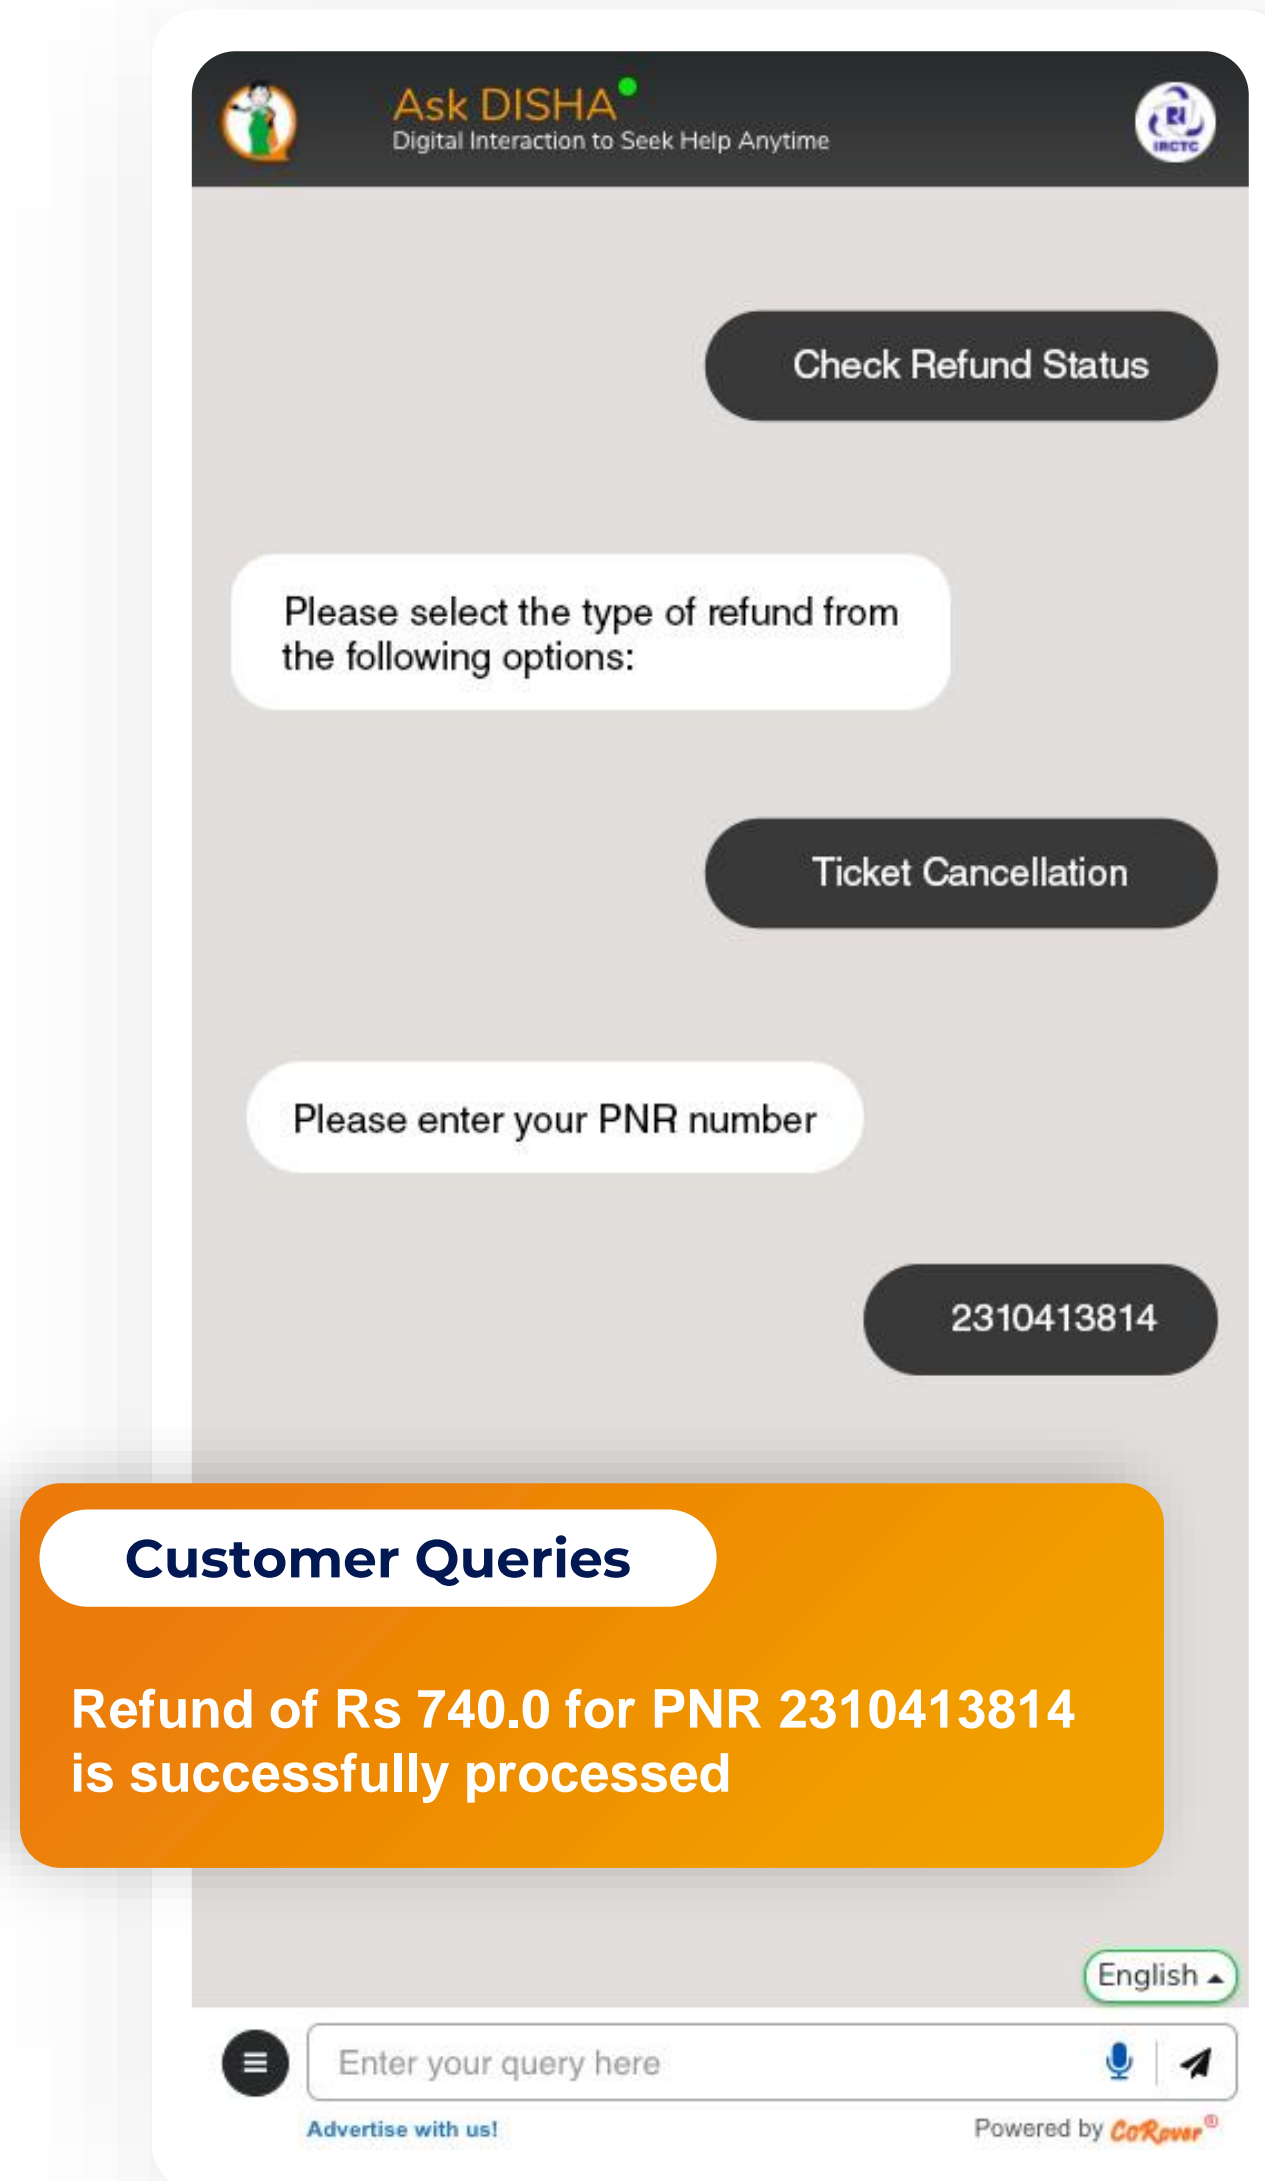 Ask DISHA
Digital Interaction to Seek Help Anytime
IRCTC
Check Refund Status
Please select the type of refund from
the following options:
Ticket Cancellation
Please enter your PNR number
2310413814
Customer Queries
Refund of Rs 740.0 for PNR 2310413814
is successfully processed
English
Enter your query here
Advertise with us!
Powered by CoRover®